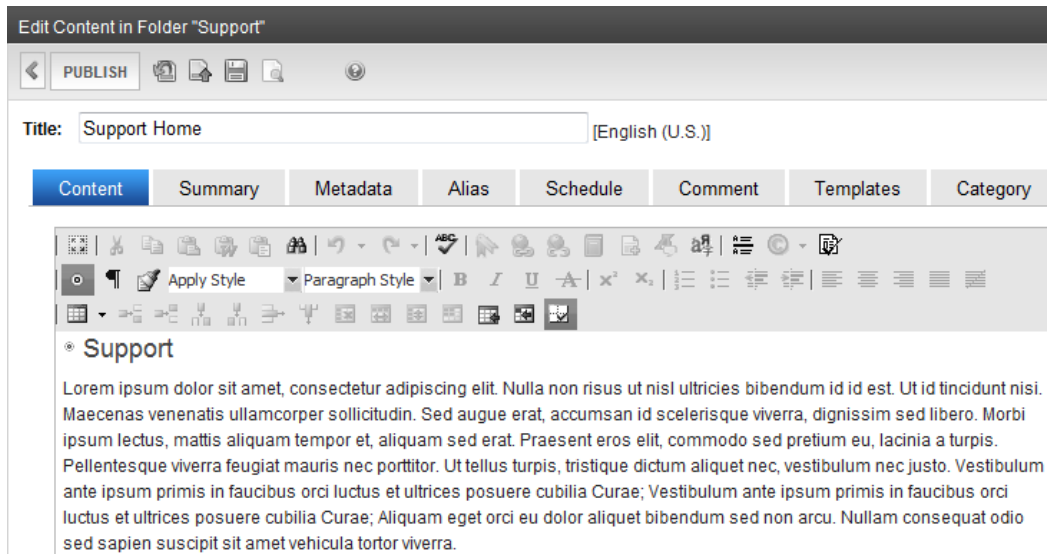 Edit Content in Folder "Support"
PUBLISH
Title: Support Home [English (U.S.)]
Content Summary Metadata Alias Schedule Comment Templates Category
Apply Style Paragraph Style B I U A x² x₂
Support
Lorem ipsum dolor sit amet, consectetur adipiscing elit. Nulla non risus ut nisl ultricies bibendum id id est. Ut id tincidunt nisi.
Maecenas venenatis ullamcorper sollicitudin. Sed augue erat, accumsan id scelerisque viverra, dignissim sed libero. Morbi
ipsum lectus, mattis aliquam tempor et, aliquam sed erat. Praesent eros elit, commodo sed pretium eu, lacinia a turpis.
Pellentesque viverra feugiat mauris nec porttitor. Ut tellus turpis, tristique dictum aliquet nec, vestibulum nec justo. Vestibulum
ante ipsum primis in faucibus orci luctus et ultrices posuere cubilia Curae; Vestibulum ante ipsum primis in faucibus orci
luctus et ultrices posuere cubilia Curae; Aliquam eget orci eu dolor aliquet bibendum sed non arcu. Nullam consequat odio
sed sapien suscipit sit amet vehicula tortor viverra.